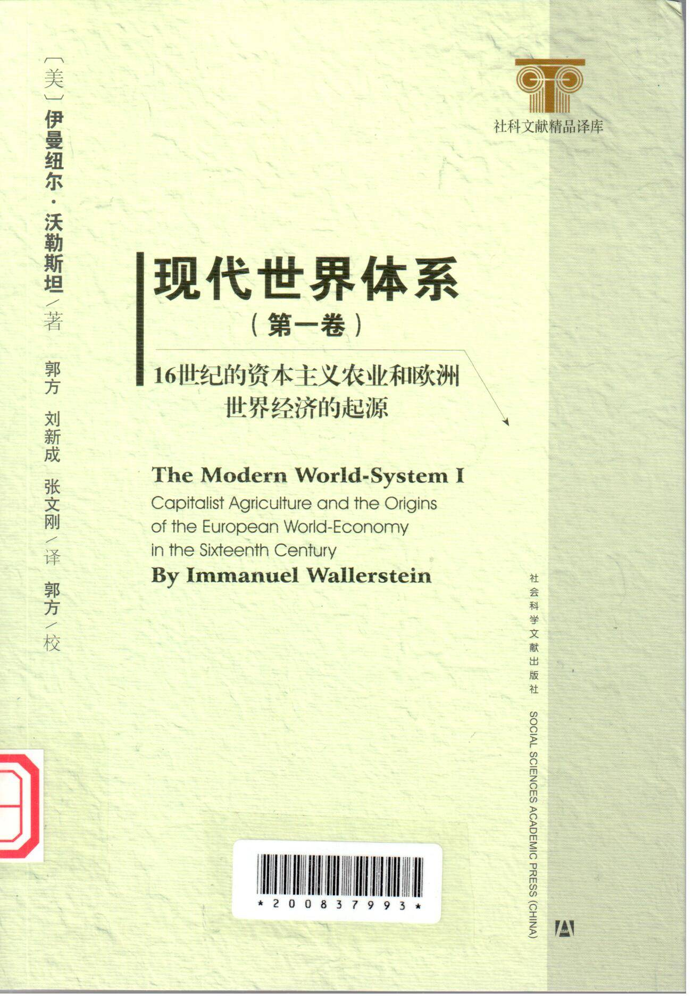 〔美〕伊曼纽尔·沃勒斯坦/著 郭方 刘新成 张文刚/译 郭方/校
社科文献精品译库
现代世界体系
（第一卷）
16世纪的资本主义农业和欧洲
世界经济的起源
The Modern World-System I
Capitalist Agriculture and the Origins
of the European World-Economy
in the Sixteenth Century
By Immanuel Wallerstein
社会科学文献出版社 SOCIAL SCIENCES ACADEMIC PRESS (CHINA)
*200837993*